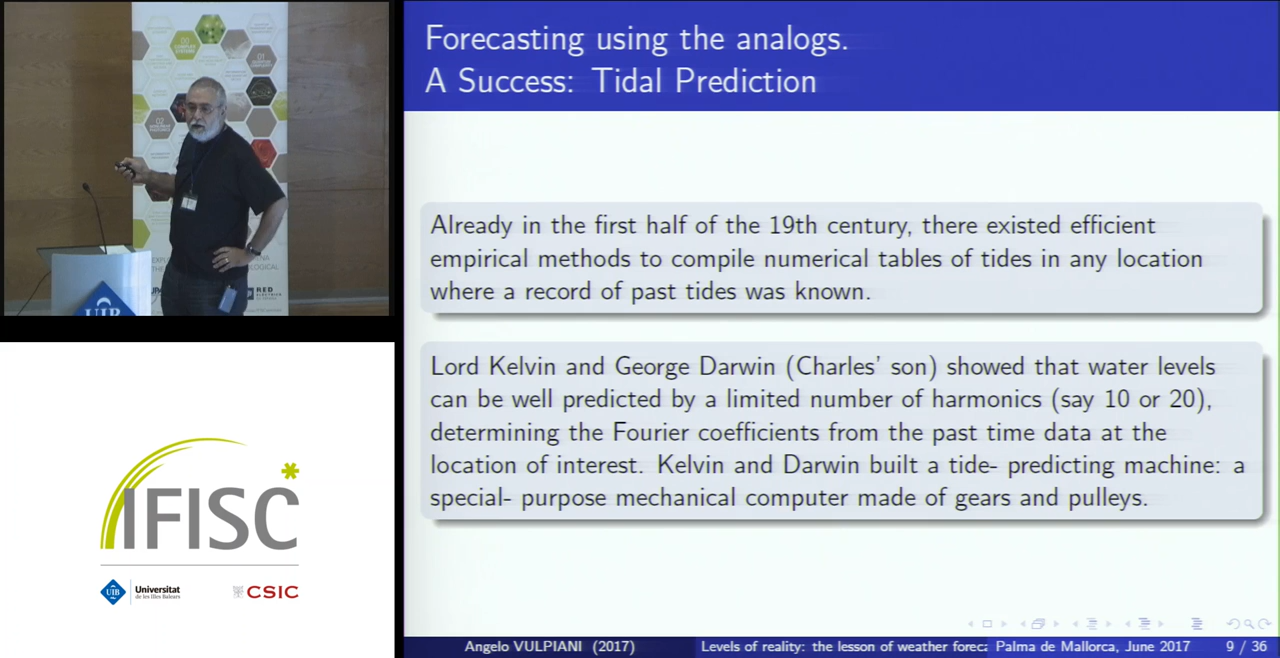 Forecasting using the analogs.
A Success: Tidal Prediction
Already in the first half of the 19th century, there existed efficient
empirical methods to compile numerical tables of tides in any location
where a record of past tides was known.
Lord Kelvin and George Darwin (Charles' son) showed that water levels
can be well predicted by a limited number of harmonics (say 10 or 20),
determining the Fourier coefficients from the past time data at the
location of interest. Kelvin and Darwin built a tide- predicting machine: a
special- purpose mechanical computer made of gears and pulleys.
Angelo VULPIANI (2017)
Levels of reality: the lesson of weather foreca
Palma de Mallorca, June 2017
9 / 36
UIB
RED
IFISC
UIB
Universitat
de les Illes Balears
CSIC